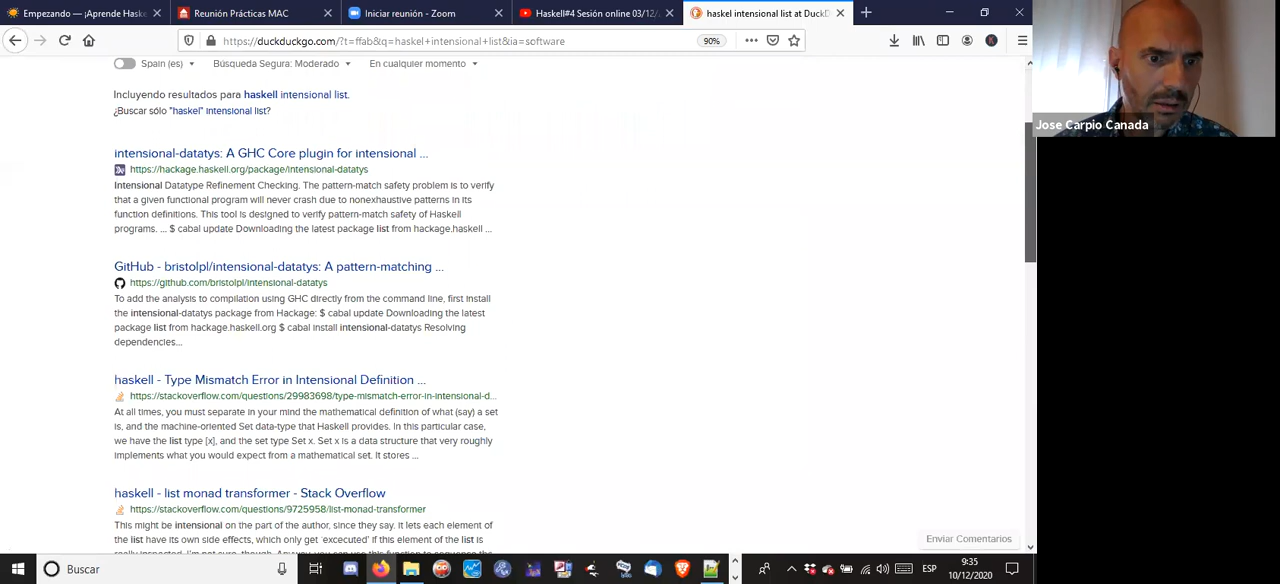 Empezando — ¡Aprende Haske
Reunión Prácticas MAC
Iniciar reunión - Zoom
Haskell#4 Sesión online 03/12/
haskel intensional list at DuckD
https://duckduckgo.com/?t=ffab&q=haskel+intensional+list&ia=software
90%
Spain (es)
Búsqueda Segura: Moderado
En cualquier momento
Incluyendo resultados para haskell intensional list.
¿Buscar sólo "haskel" intensional list?
intensional-datatys: A GHC Core plugin for intensional ...
https://hackage.haskell.org/package/intensional-datatys
Intensional Datatype Refinement Checking. The pattern-match safety problem is to verify
that a given functional program will never crash due to nonexhaustive patterns in its
function definitions. This tool is designed to verify pattern-match safety of Haskell
programs. ... $ cabal update Downloading the latest package list from hackage.haskell ...
GitHub - bristolpl/intensional-datatys: A pattern-matching ...
https://github.com/bristolpl/intensional-datatys
To add the analysis to compilation using GHC directly from the command line, first install
the intensional-datatys package from Hackage: $ cabal update Downloading the latest
package list from hackage.haskell.org $ cabal install intensional-datatys Resolving
dependencies...
haskell - Type Mismatch Error in Intensional Definition ...
https://stackoverflow.com/questions/29983698/type-mismatch-error-in-intensional-d...
At all times, you must separate in your mind the mathematical definition of what (say) a set
is, and the machine-oriented Set data-type that Haskell provides. In this particular case,
we have the list type [x], and the set type Set x. Set x is a data structure that very roughly
implements what you would expect from a mathematical set. It stores ...
haskell - list monad transformer - Stack Overflow
https://stackoverflow.com/questions/9725958/list-monad-transformer
This might be intensional on the part of the author, since they say. It lets each element of
the list have its own side effects, which only get `excecuted' if this element of the list is
Enviar Comentarios
Jose Carpio Canada
Buscar
ESP
9:35
10/12/2020